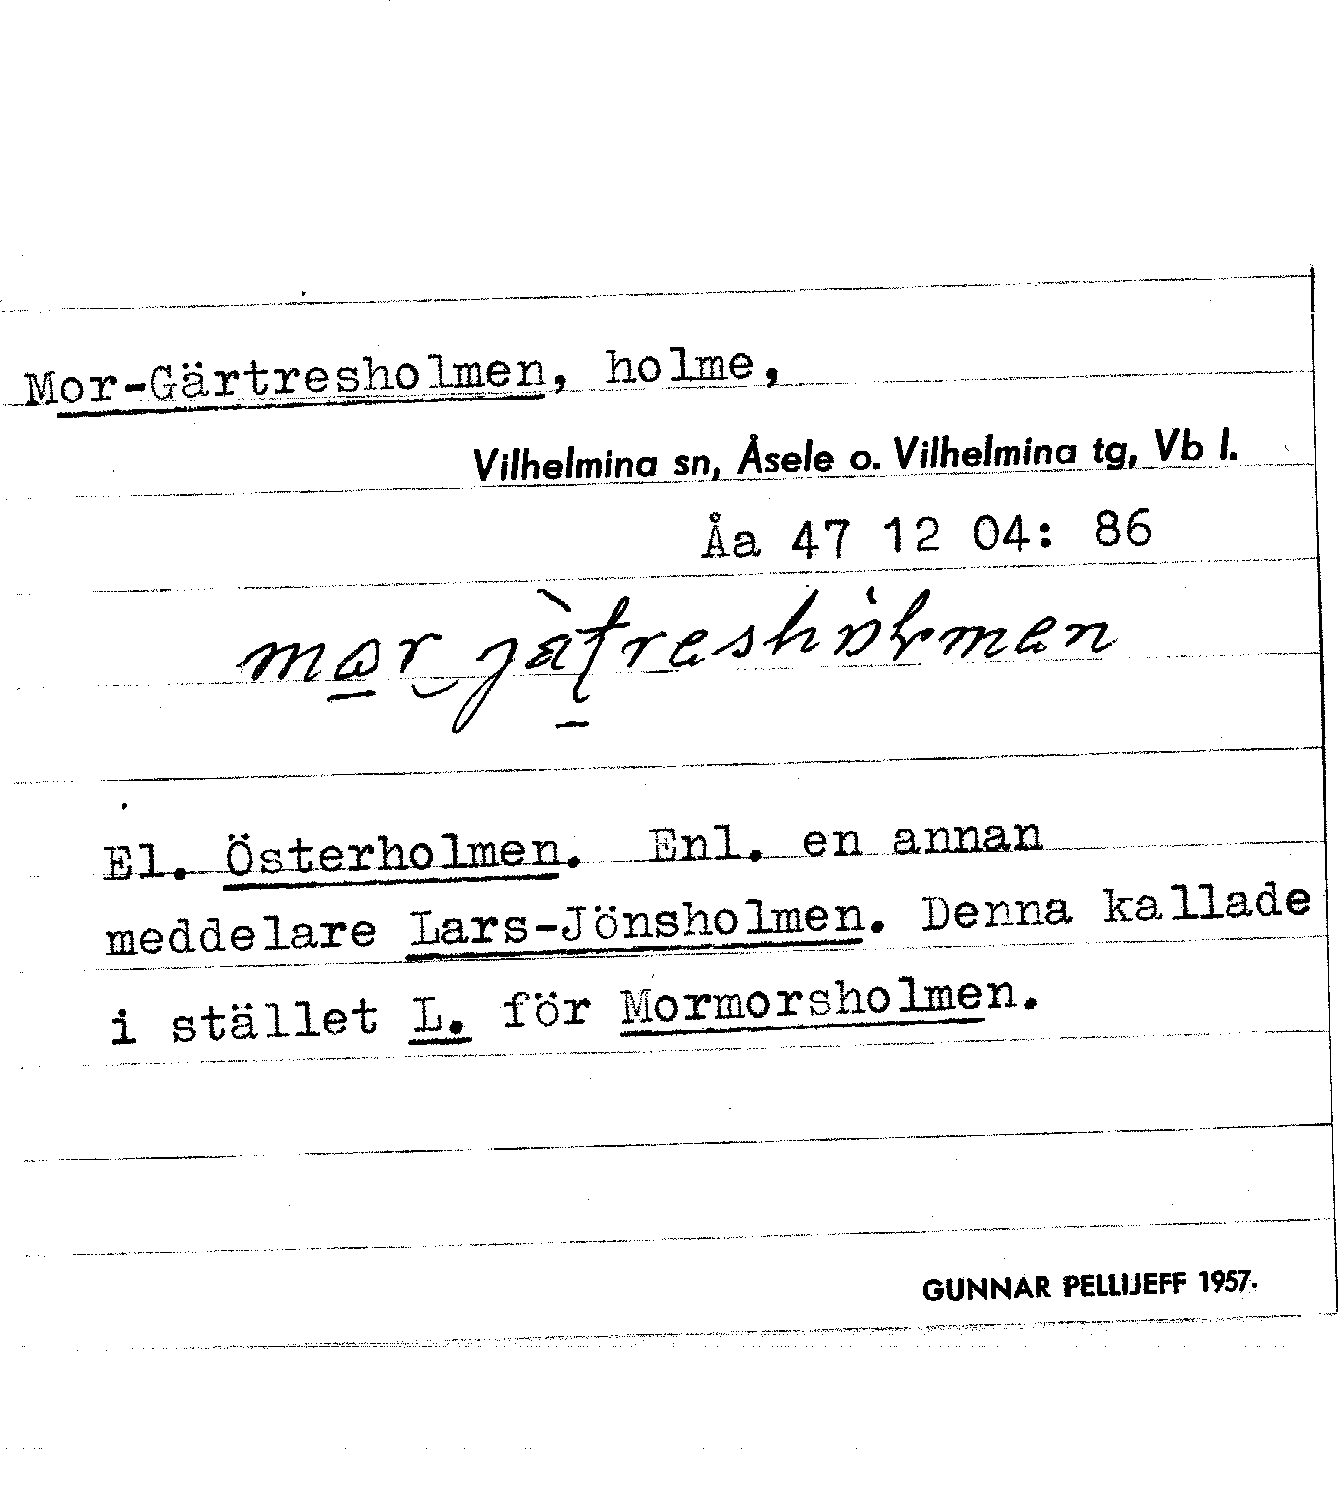 Mor-Gärtresholmen, holme,
Vilhelmina sn, Åsele o. Vilhelmina tg, Vb l.
Åa 47 12 04: 86
El. Österholmen. Enl. en annan
meddelare Lars-Jönsholmen. Denna kallade
i stället L. för Mormorsholmen.
GUNNAR PELLIJEFF 1957.